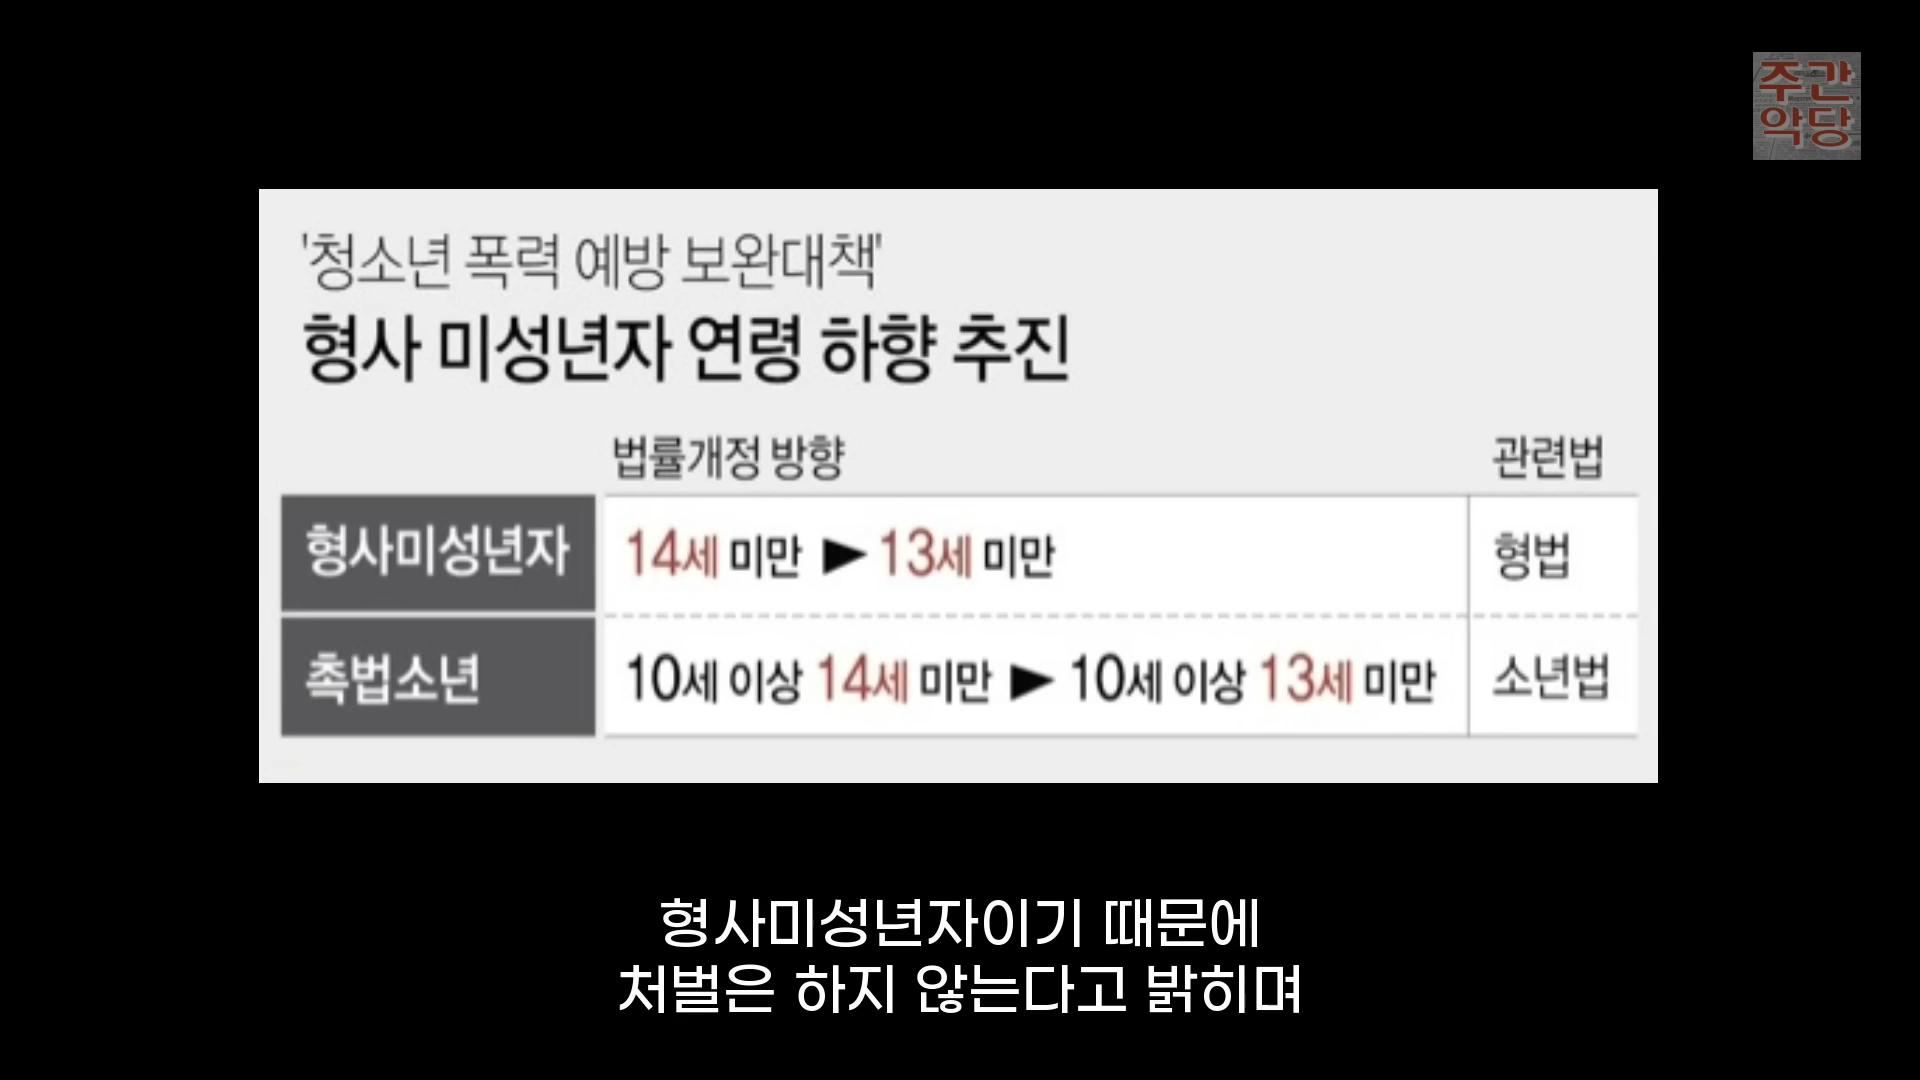 주간
악당
'청소년 폭력 예방 보완대책'
형사 미성년자 연령 하향 추진
법률개정 방향 관련법
형사미성년자 14세 미만 ▶ 13세 미만 형법
촉법소년 10세 이상 14세 미만 ▶ 10세 이상 13세 미만 소년법
형사미성년자이기 때문에
처벌은 하지 않는다고 밝히며